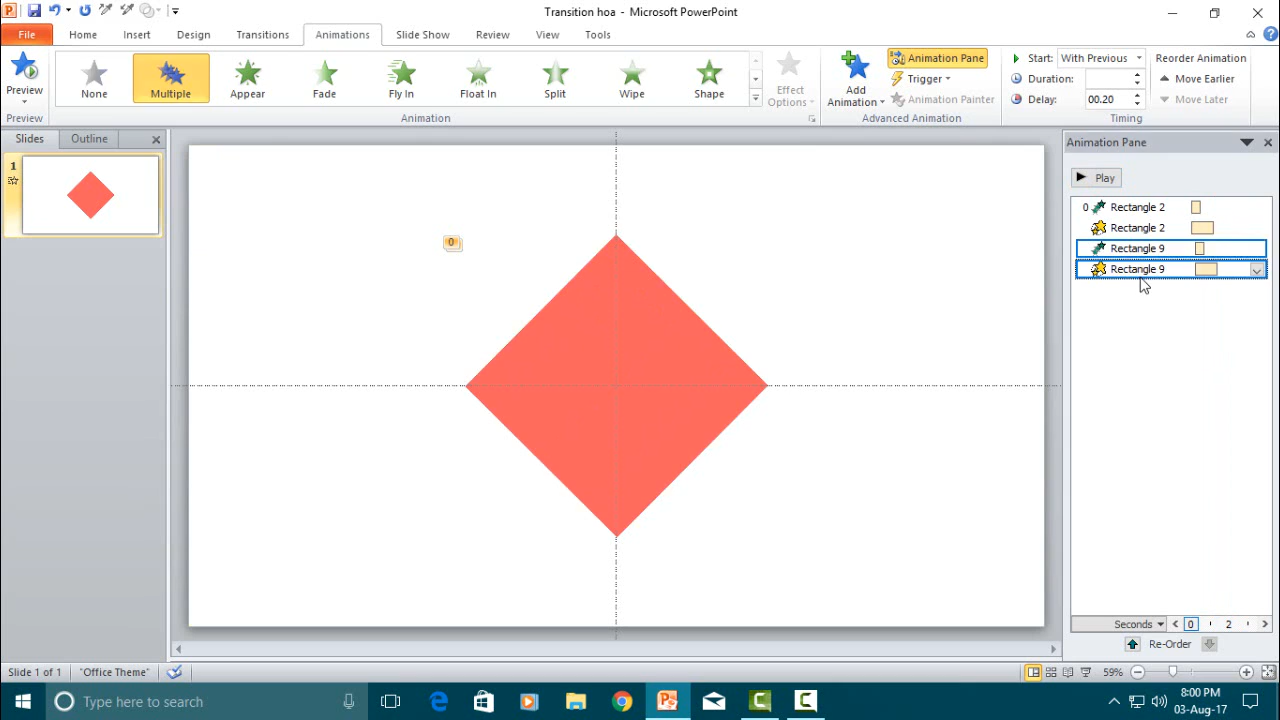 Transition hoa - Microsoft PowerPoint
File Home Insert Design Transitions Animations Slide Show Review View Tools
Preview
Preview
None Multiple Appear Fade Fly In Float In Split Wipe Shape
Animation
Effect Options
Add Animation
Animation Pane
Trigger
Animation Painter
Advanced Animation
Start: With Previous
Duration:
Delay: 00.20
Timing
Reorder Animation
Move Earlier
Move Later
Slides Outline
1
0
Animation Pane
Play
0 Rectangle 2
Rectangle 2
Rectangle 9
Rectangle 9
Seconds 0 2
Re-Order
Slide 1 of 1 "Office Theme" 59%
Type here to search
8:00 PM
03-Aug-17